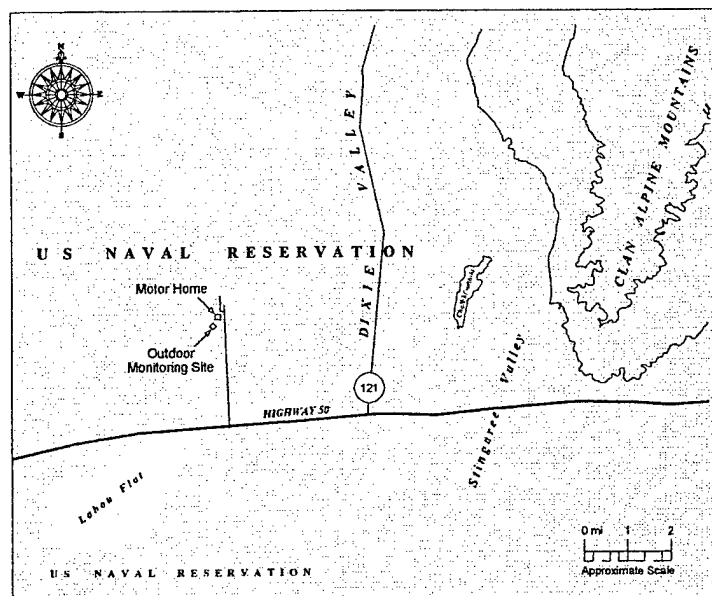 N
W
E
S
DIXIE VALLEY
CLAN ALPINE MOUNTAINS
US NAVAL RESERVATION
Motor Home
Outdoor
Monitoring Site
121
HIGHWAY 50
Stingaree Valley
Labou Flat
0 mi 1 2
Approximate Scale
US NAVAL RESERVATION